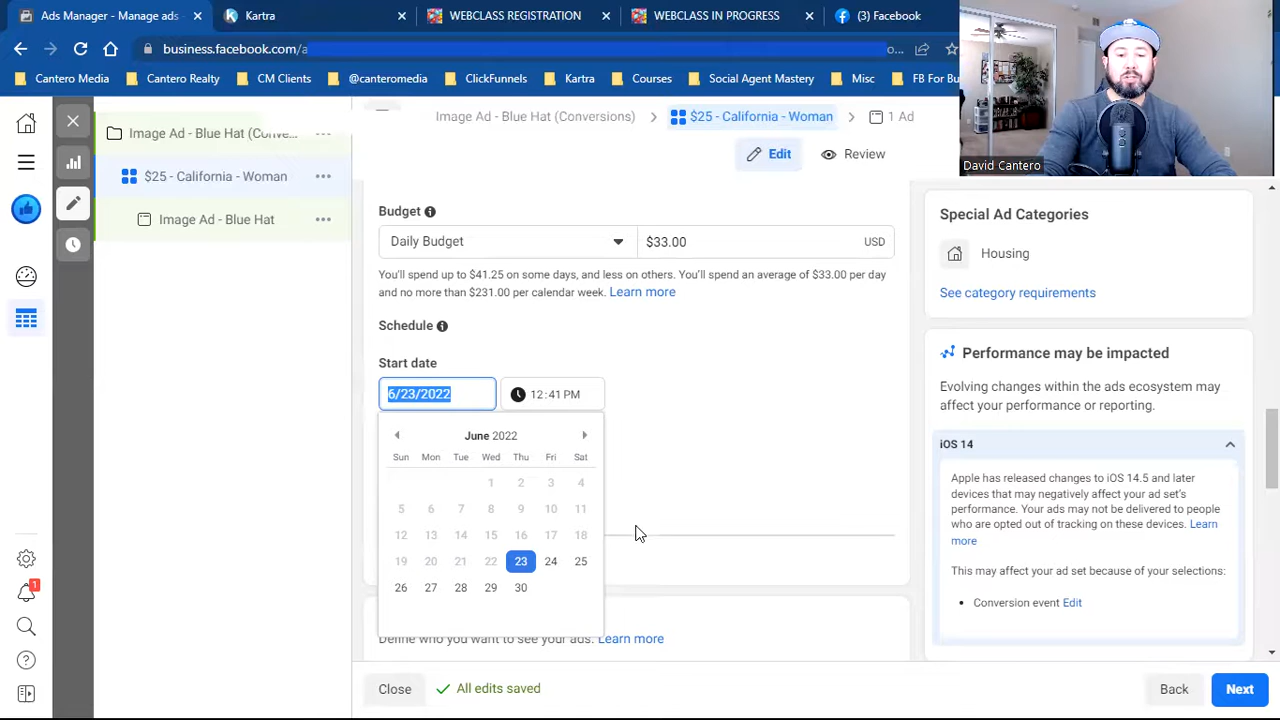 Ads Manager - Manage ads
Kartra
WEBCLASS REGISTRATION
WEBCLASS IN PROGRESS
(3) Facebook
business.facebook.com/a
o...
Cantero Media
Cantero Realty
CM Clients
@canteromedia
ClickFunnels
Kartra
Courses
Social Agent Mastery
Misc
FB For Bu
David Cantero
Image Ad - Blue Hat (Conve...
Image Ad - Blue Hat (Conversions)
$25 - California - Woman
1 Ad
Edit
Review
$25 - California - Woman
Image Ad - Blue Hat
Budget
Daily Budget
$33.00
USD
You'll spend up to $41.25 on some days, and less on others. You'll spend an average of $33.00 per day
and no more than $231.00 per calendar week. Learn more
Schedule
Start date
6/23/2022
12:41 PM
June 2022
Sun Mon Tue Wed Thu Fri Sat
1 2 3 4
5 6 7 8 9 10 11
12 13 14 15 16 17 18
19 20 21 22 23 24 25
26 27 28 29 30
Define who you want to see your ads. Learn more
Special Ad Categories
Housing
See category requirements
Performance may be impacted
Evolving changes within the ads ecosystem may
affect your performance or reporting.
iOS 14
Apple has released changes to iOS 14.5 and later
devices that may negatively affect your ad set's
performance. Your ads may not be delivered to people
who are opted out of tracking on these devices. Learn
more
This may affect your ad set because of your selections:
• Conversion event Edit
1
Close
All edits saved
Back
Next